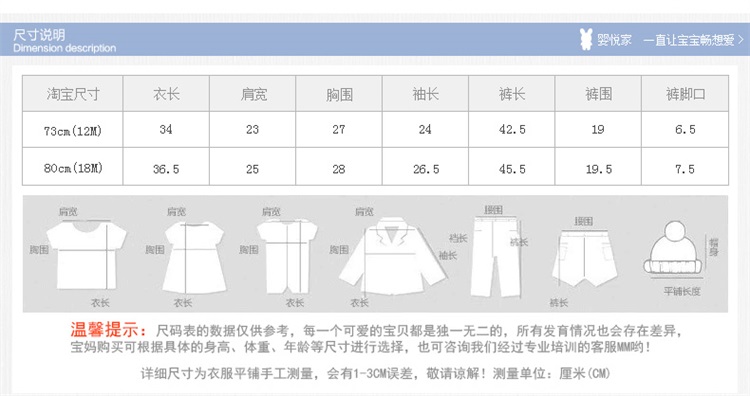 尺寸说明
Dimension description
婴悦家 一直让宝宝畅想爱 >
淘宝尺寸 衣长 肩宽 胸围 袖长 裤长 裤围 裤脚口
73cm(12M) 34 23 27 24 42.5 19 6.5
80cm(18M) 36.5 25 28 26.5 45.5 19.5 7.5
肩宽 肩宽 肩宽 肩宽 腰围 腰围
胸围 胸围 胸围 胸围 裆长 袖长 裤长 帽身
衣长 衣长 衣长 衣长 裤长 平铺长度
温馨提示：尺码表的数据仅供参考，每一个可爱的宝贝都是独一无二的，所有发育情况也会存在差异，
宝妈购买可根据具体的身高、体重、年龄等尺寸进行选择，也可咨询我们经过专业培训的客服MM哟！
详细尺寸为衣服平铺手工测量，会有1-3CM误差，敬请谅解！测量单位：厘米(CM)